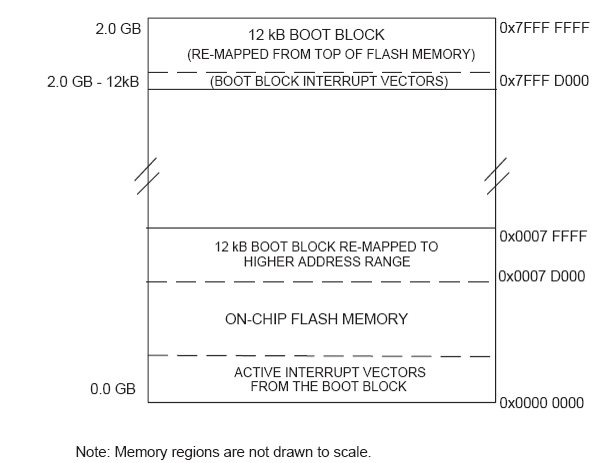 2.0 GB
12 kB BOOT BLOCK
0x7FFF FFFF
(RE-MAPPED FROM TOP OF FLASH MEMORY)
2.0 GB - 12kB
(BOOT BLOCK INTERRUPT VECTORS)
0x7FFF D000
0x0007 FFFF
12 kB BOOT BLOCK RE-MAPPED TO
HIGHER ADDRESS RANGE
0x0007 D000
ON-CHIP FLASH MEMORY
ACTIVE INTERRUPT VECTORS
FROM THE BOOT BLOCK
0.0 GB
0x0000 0000
Note: Memory regions are not drawn to scale.